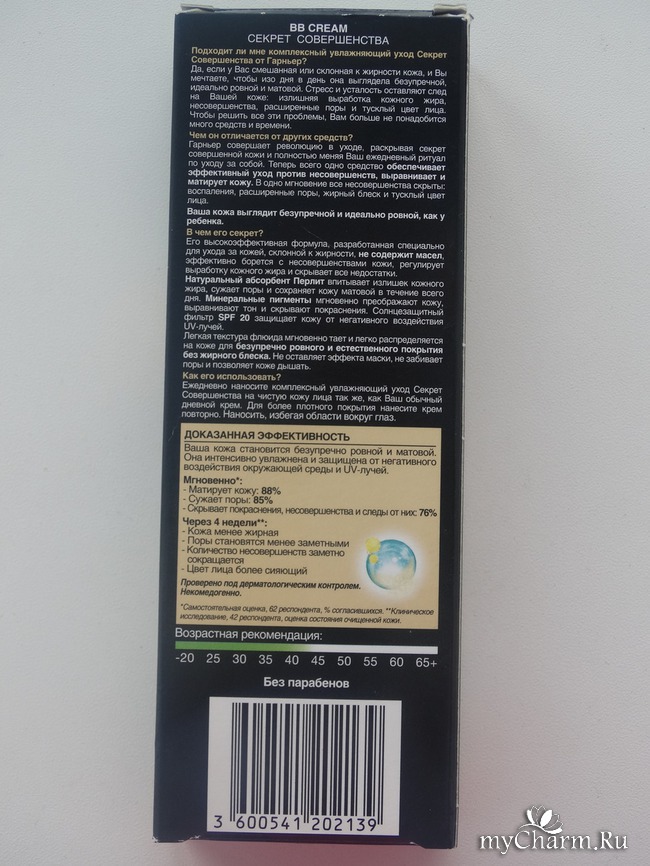 BB CREAM
СЕКРЕТ СОВЕРШЕНСТВА
Подходит ли мне комплексный увлажняющий уход Секрет
Совершенства от Гарньер?
Да, если у Вас смешанная или склонная к жирности кожа, и Вы
мечтаете, чтобы изо дня в день она выглядела безупречной,
идеально ровной и матовой. Стресс и усталость оставляют след
на Вашей коже: излишняя выработка кожного жира,
несовершенства, расширенные поры и тусклый цвет лица.
Чтобы решить все эти проблемы, Вам больше не понадобится
много средств и времени.
Чем он отличается от других средств?
Гарньер совершает революцию в уходе, раскрывая секрет
совершенной кожи и полностью меняя Ваш ежедневный ритуал
по уходу за собой. Теперь всего одно средство обеспечивает
эффективный уход против несовершенств, выравнивает и
матирует кожу. В одно мгновение все несовершенства скрыты:
воспаления, расширенные поры, жирный блеск и тусклый цвет
лица.
Ваша кожа выглядит безупречной и идеально ровной, как у
ребенка.
В чем его секрет?
Его высокоэффективная формула, разработанная специально
для ухода за кожей, склонной к жирности, не содержит масел,
эффективно борется с несовершенствами кожи, регулирует
выработку кожного жира и скрывает все недостатки.
Натуральный абсорбент Перлит впитывает излишек кожного
жира, сужает поры и сохраняет кожу матовой в течение всего
дня. Минеральные пигменты мгновенно преображают кожу,
выравнивают тон и скрывают покраснения. Солнцезащитный
фильтр SPF 20 защищает кожу от негативного воздействия
UV-лучей.
Легкая текстура флюида мгновенно тает и легко распределяется
на коже для безупречно ровного и естественного покрытия
без жирного блеска. Не оставляет эффекта маски, не забивает
поры и позволяет коже дышать.
Как его использовать?
Ежедневно наносите комплексный увлажняющий уход Секрет
Совершенства на чистую кожу лица так же, как Ваш обычный
дневной крем. Для более плотного покрытия нанесите крем
повторно. Наносить, избегая области вокруг глаз.
ДОКАЗАННАЯ ЭФФЕКТИВНОСТЬ
Ваша кожа становится безупречно ровной и матовой.
Она интенсивно увлажнена и защищена от негативного
воздействия окружающей среды и UV-лучей.
Мгновенно*:
- Матирует кожу: 88%
- Сужает поры: 85%
- Скрывает покраснения, несовершенства и следы от них: 76%
Через 4 недели**:
- Кожа менее жирная
- Поры становятся менее заметными
- Количество несовершенств заметно
сокращается
- Цвет лица более сияющий
Проверено под дерматологическим контролем.
Некомедогенно.
*Самостоятельная оценка, 62 респондента, % согласившихся. **Клиническое
исследование, 42 респондента, оценка состояния очищенной кожи.
Возрастная рекомендация:
-20 25 30 35 40 45 50 55 60 65+
Без парабенов
3 600541 202139
myCharm.Ru